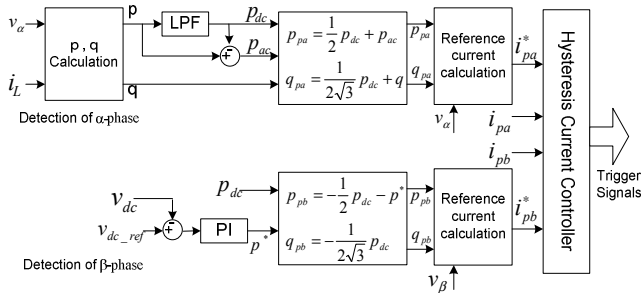 v_α
i_L
p , q
Calculation
p
q
LPF
+
-
p_dc
p_ac
p_pa = 1/2 p_dc + p_ac
q_pa = 1/(2√3) p_dc + q
p_pa
q_pa
Reference
current
calculation
v_α
i*_pa
i_pa
i_pb
Hysteresis Current
Controller
Trigger
Signals
Detection of α-phase
v_dc
v_dc_ref
-
+
PI
p_dc
p*
p_pb = -1/2 p_dc - p*
q_pb = -1/(2√3) p_dc
p_pb
q_pb
Reference
current
calculation
v_β
i*_pb
Detection of β-phase